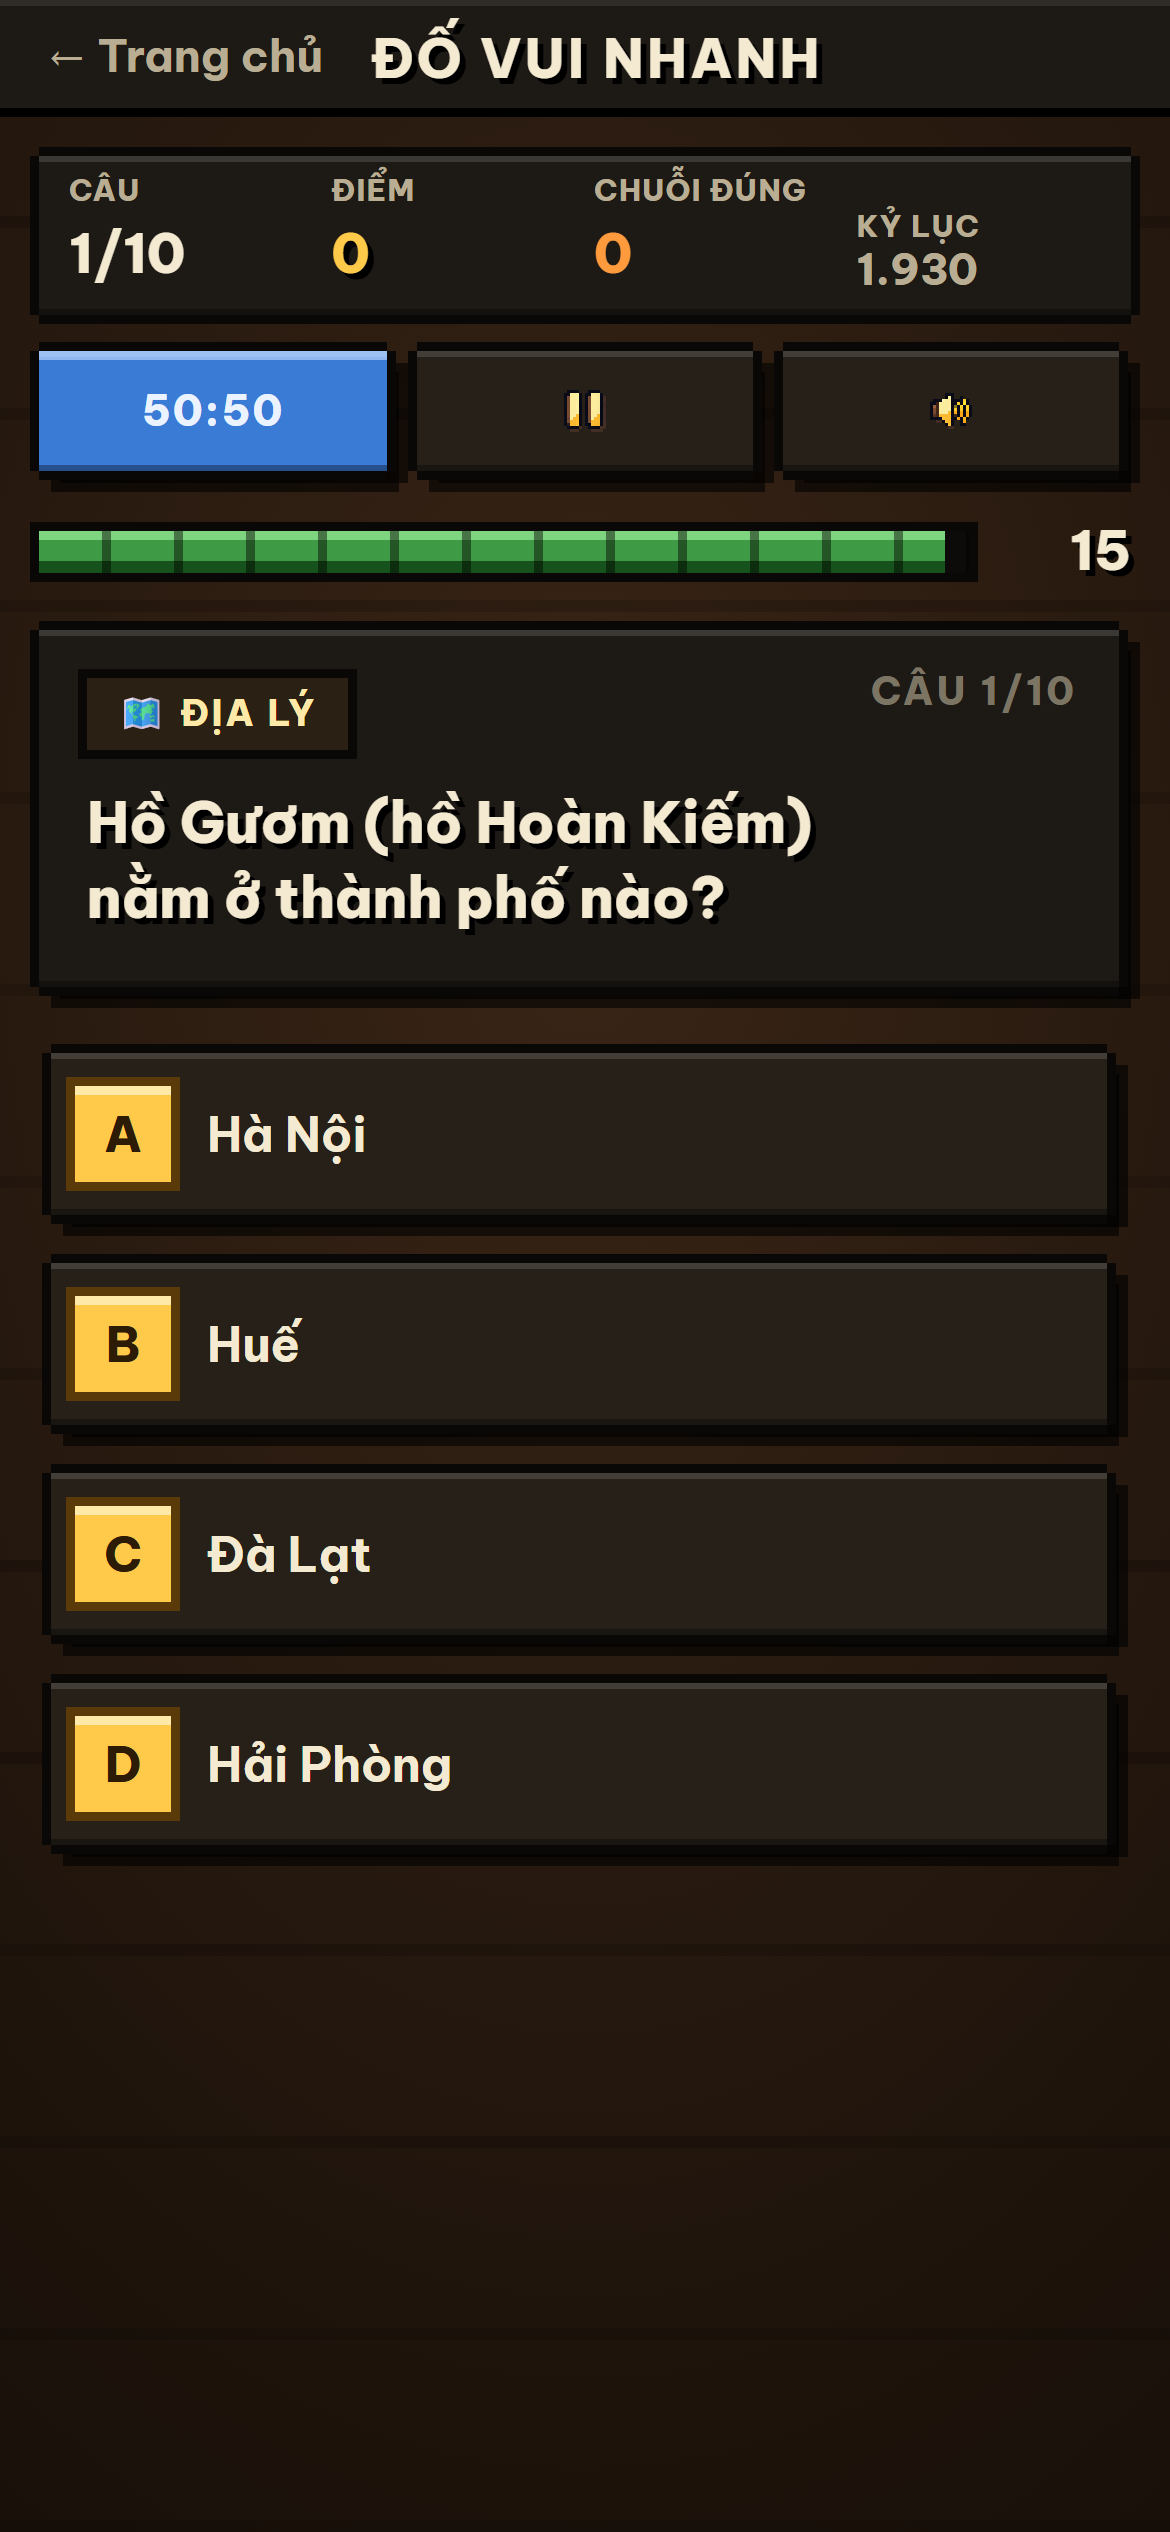 ← Trang chủ ĐỐ VUI NHANH
CÂU ĐIỂM CHUỖI ĐÚNG KỶ LỤC
1/10 0 0 1.930
50:50
15
ĐỊA LÝ CÂU 1/10
Hồ Gươm (hồ Hoàn Kiếm)
nằm ở thành phố nào?
A Hà Nội
B Huế
C Đà Lạt
D Hải Phòng